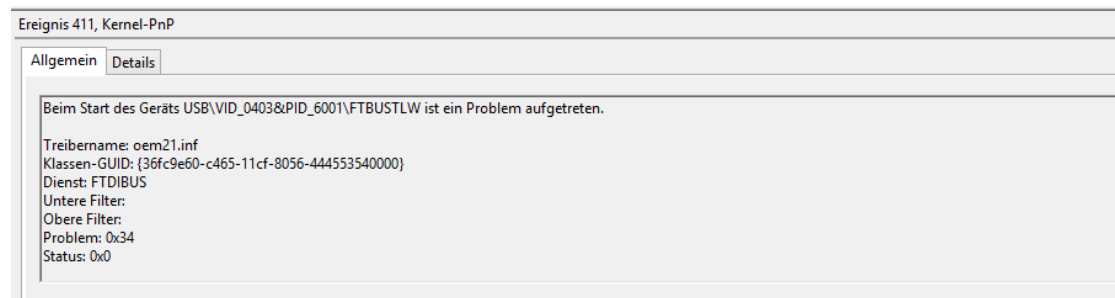 Ereignis 411, Kernel-PnP
Allgemein Details
Beim Start des Geräts USB\VID_0403&PID_6001\FTBUSTLW ist ein Problem aufgetreten.
Treibername: oem21.inf
Klassen-GUID: {36fc9e60-c465-11cf-8056-444553540000}
Dienst: FTDIBUS
Untere Filter:
Obere Filter:
Problem: 0x34
Status: 0x0